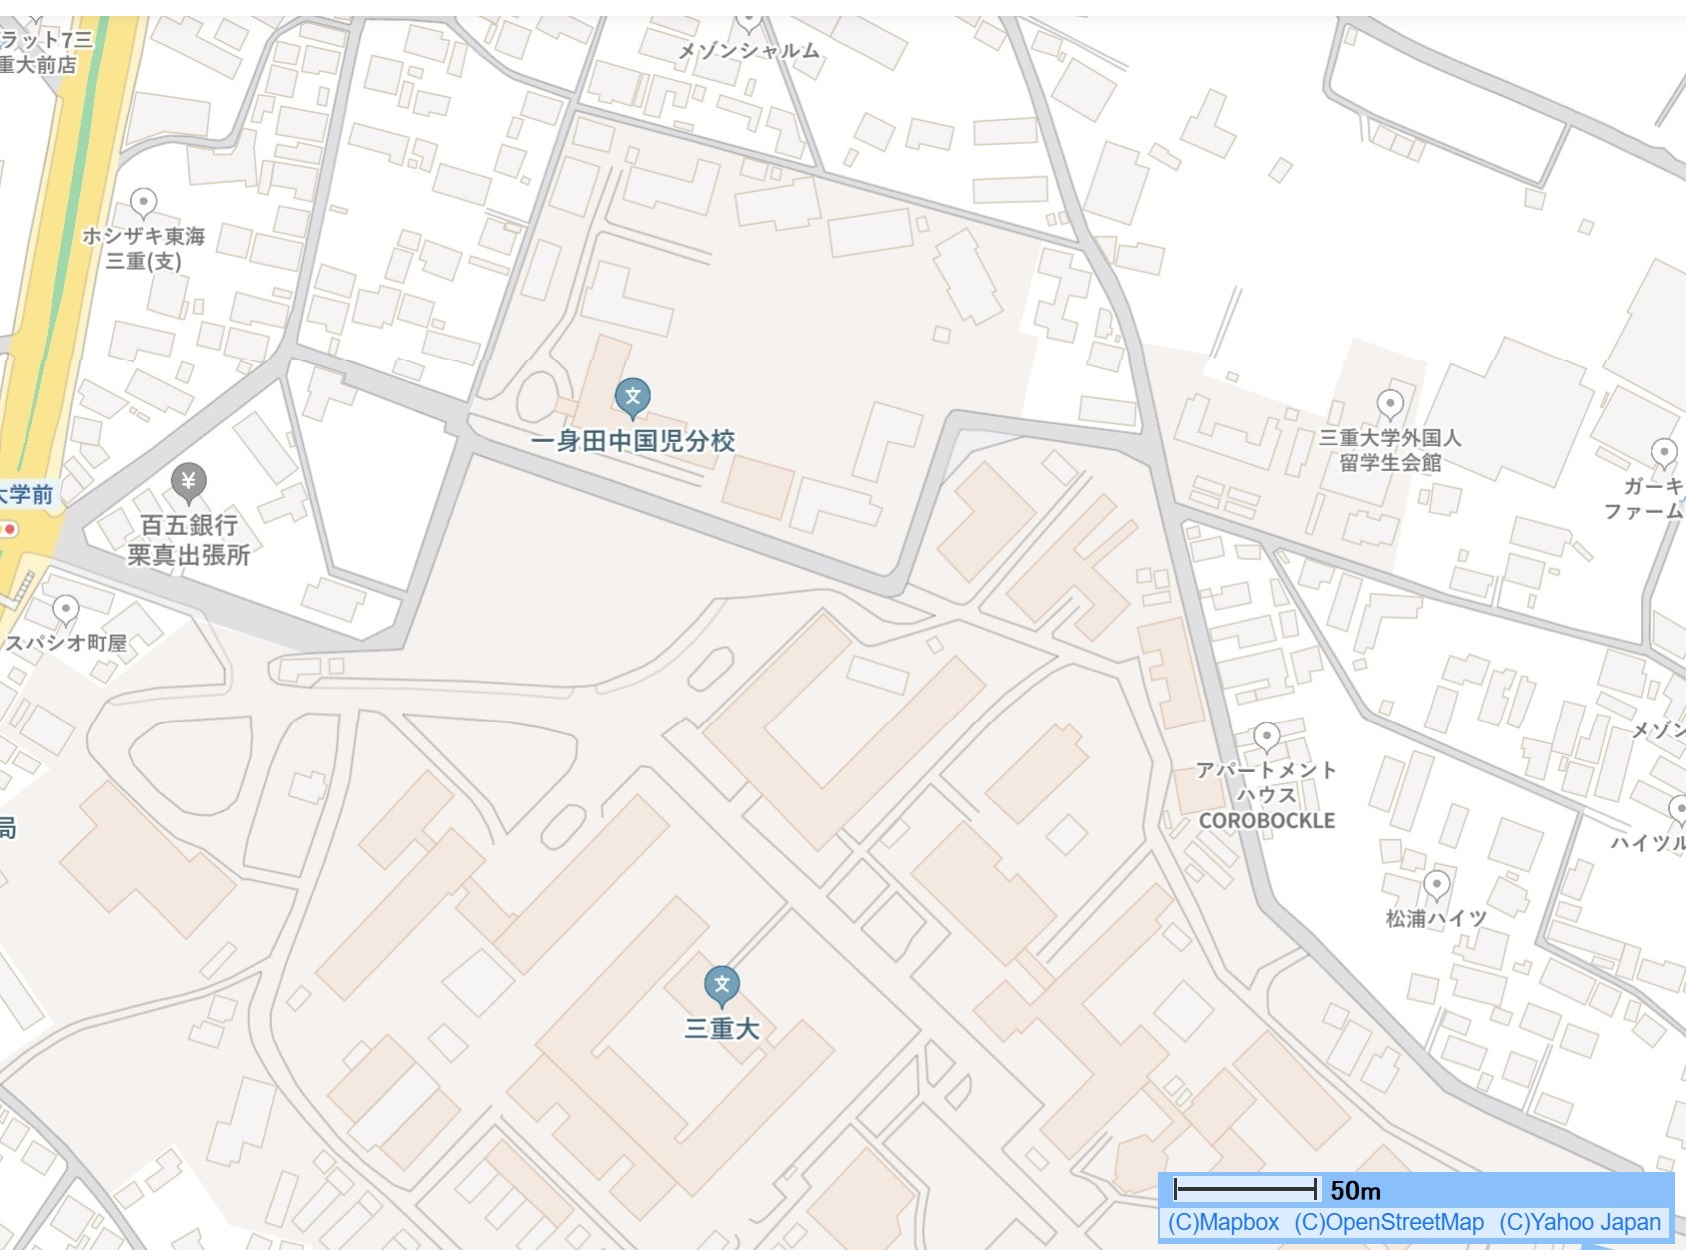 ラット7三
重大前店
メゾンシャルム
ホシザキ東海
三重(支)
文
一身田中国児分校
三重大学外国人
留学生会館
ガーキ
ファーム
大学前
¥
百五銀行
栗真出張所
スパシオ町屋
メゾン
アパートメント
ハウス
COROBOCKLE
局
ハイツル
松浦ハイツ
文
三重大
50m
(C)Mapbox (C)OpenStreetMap (C)Yahoo Japan